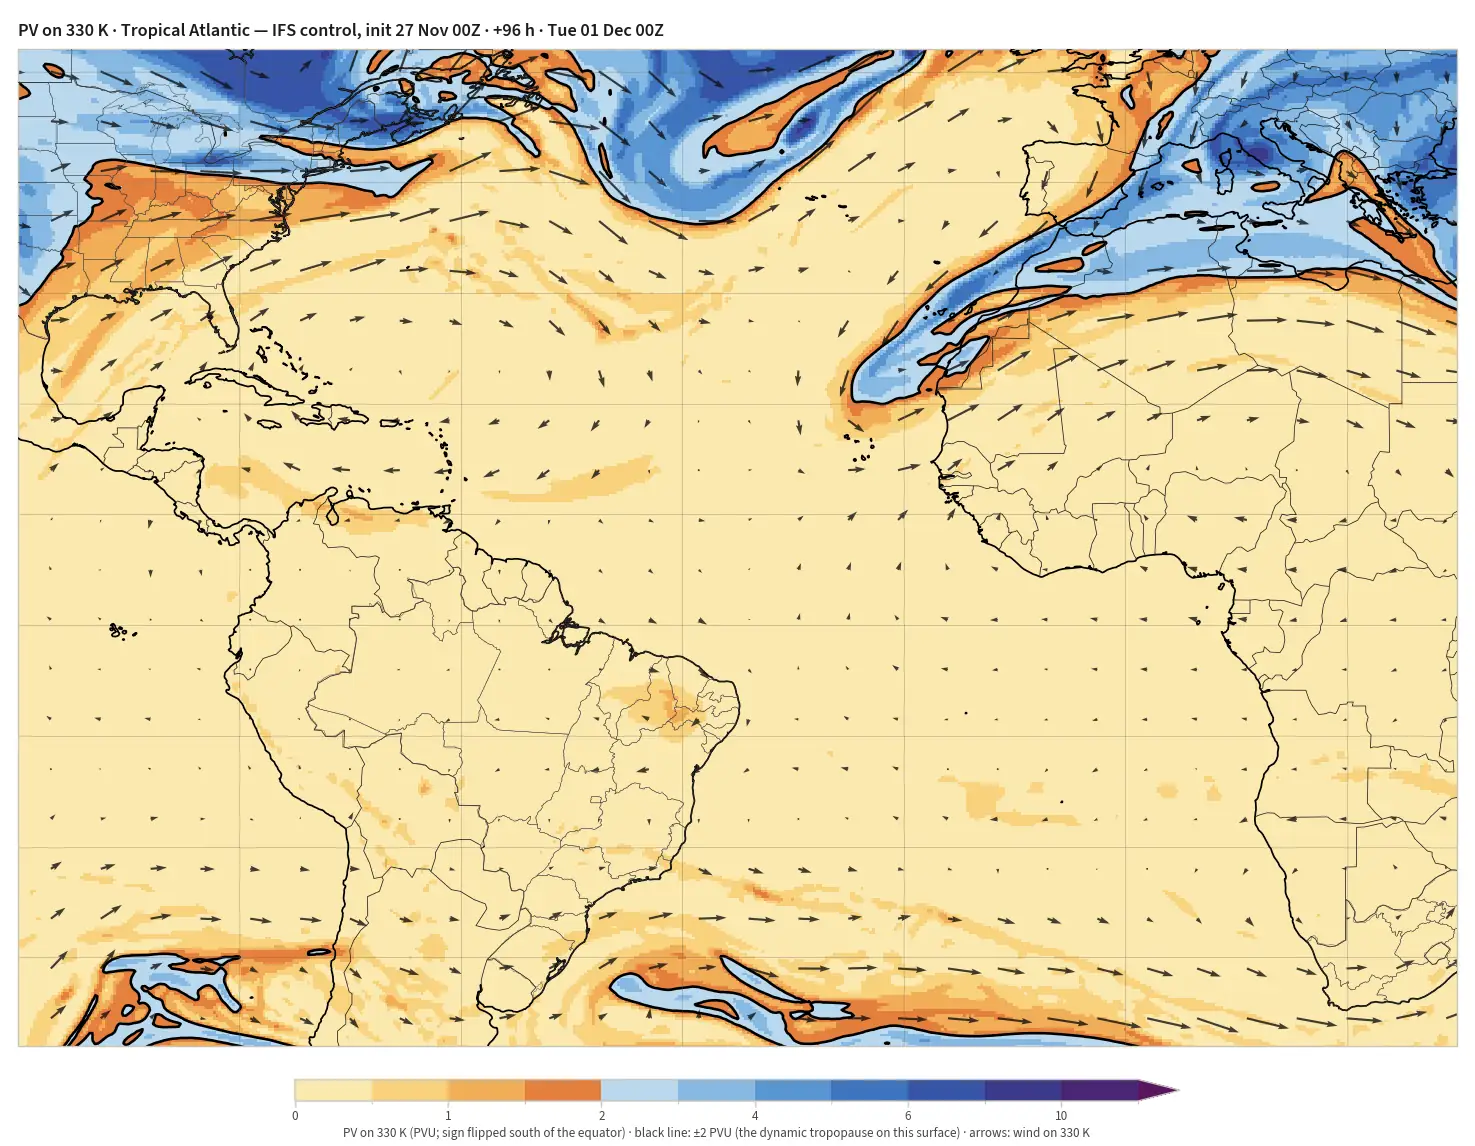 PV on 330 K · Tropical Atlantic — IFS control, init 27 Nov 00Z · +96 h · Tue 01 Dec 00Z
0 1 2 4 6 10
PV on 330 K (PVU; sign flipped south of the equator) · black line: ±2 PVU (the dynamic tropopause on this surface) · arrows: wind on 330 K